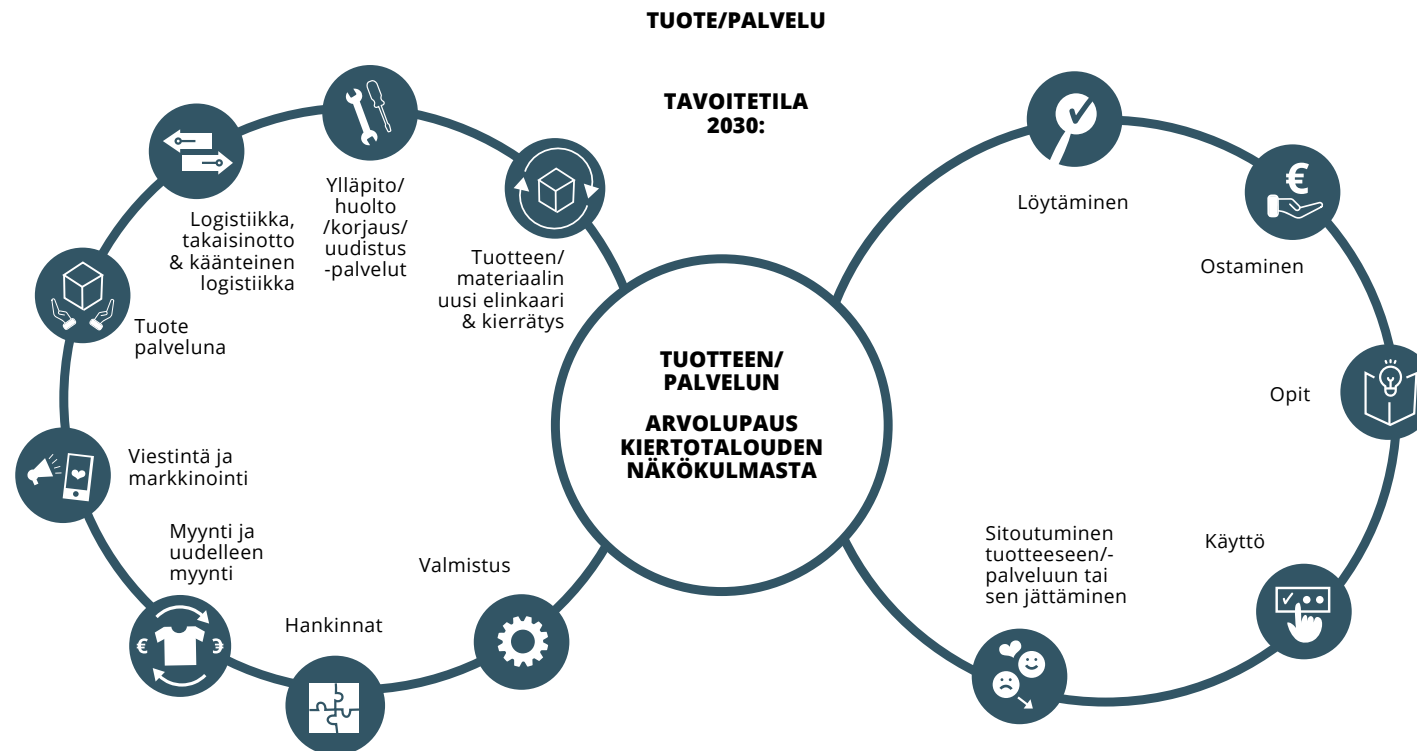 TUOTE/PALVELU
TAVOITETILA
2030:
Ylläpito/
huolto
/korjaus/
uudistus
-palvelut
Logistiikka,
takaisinotto
& käänteinen
logistiikka
Tuotteen/
materiaalin
uusi elinkaari
& kierrätys
Tuote
palveluna
Viestintä ja
markkinointi
Myynti ja
uudelleen
myynti
Hankinnat
Valmistus
TUOTTEEN/
PALVELUN
ARVOLUPAUS
KIERTOTALOUDEN
NÄKÖKULMASTA
Löytäminen
€
Ostaminen
Opit
Käyttö
Sitoutuminen
tuotteeseen/-
palveluun tai
sen jättäminen
€
€